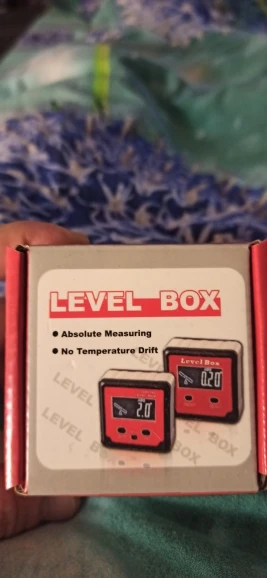 LEVEL BOX
● Absolute Measuring
● No Temperature Drift
Level Box
0.20°
2.0°
LEVEL BOX
LEVEL BOX